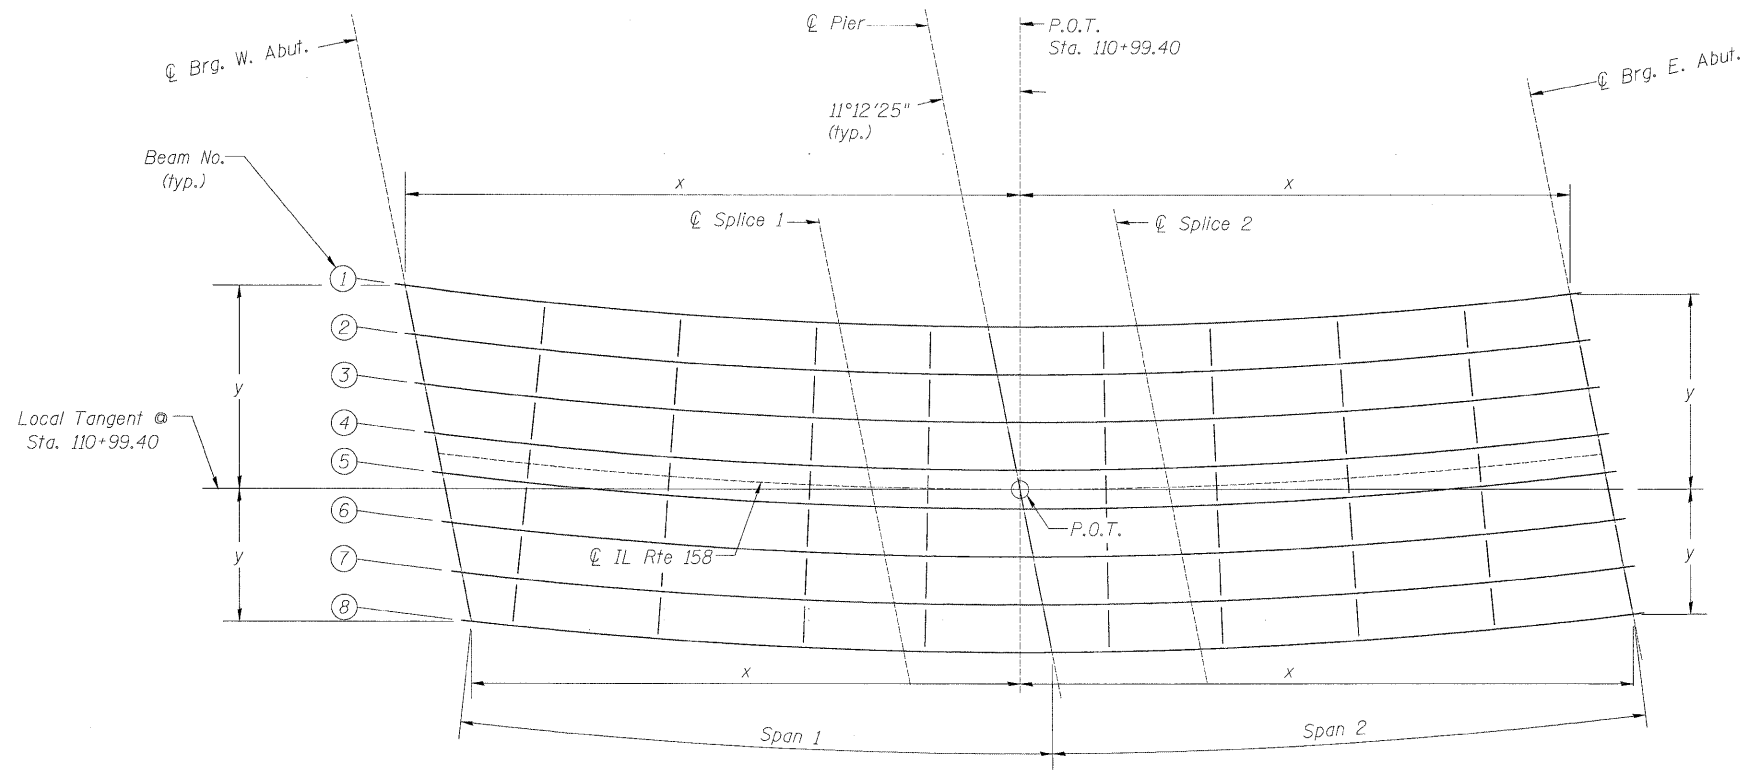 ℄ Brg. W. Abut.
℄ Pier
P.O.T.
Sta. 110+99.40
℄ Brg. E. Abut.
11°12'25"
(typ.)
Beam No.
(typ.)
x
x
℄ Splice 1
℄ Splice 2
1
2
3
4
5
6
7
8
y
y
Local Tangent @
Sta. 110+99.40
P.O.T.
℄ IL Rte 158
y
y
x
x
Span 1
Span 2